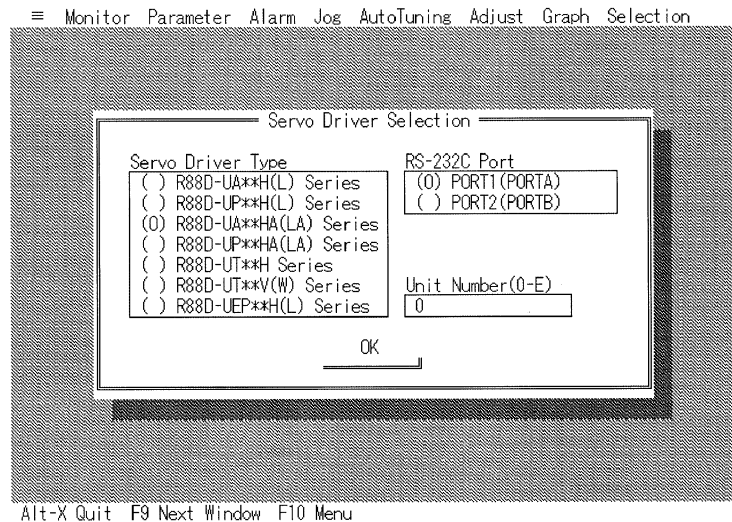 ≡ Monitor Parameter Alarm Jog AutoTuning Adjust Graph Selection
Servo Driver Selection
Servo Driver Type
( ) R88D-UA**H(L) Series
( ) R88D-UP**H(L) Series
(O) R88D-UA**HA(LA) Series
( ) R88D-UP**HA(LA) Series
( ) R88D-UT**H Series
( ) R88D-UT**V(W) Series
( ) R88D-UEP**H(L) Series
RS-232C Port
(O) PORT1(PORTA)
( ) PORT2(PORTB)
Unit Number(0-E)
0
OK
Alt-X Quit F9 Next Window F10 Menu